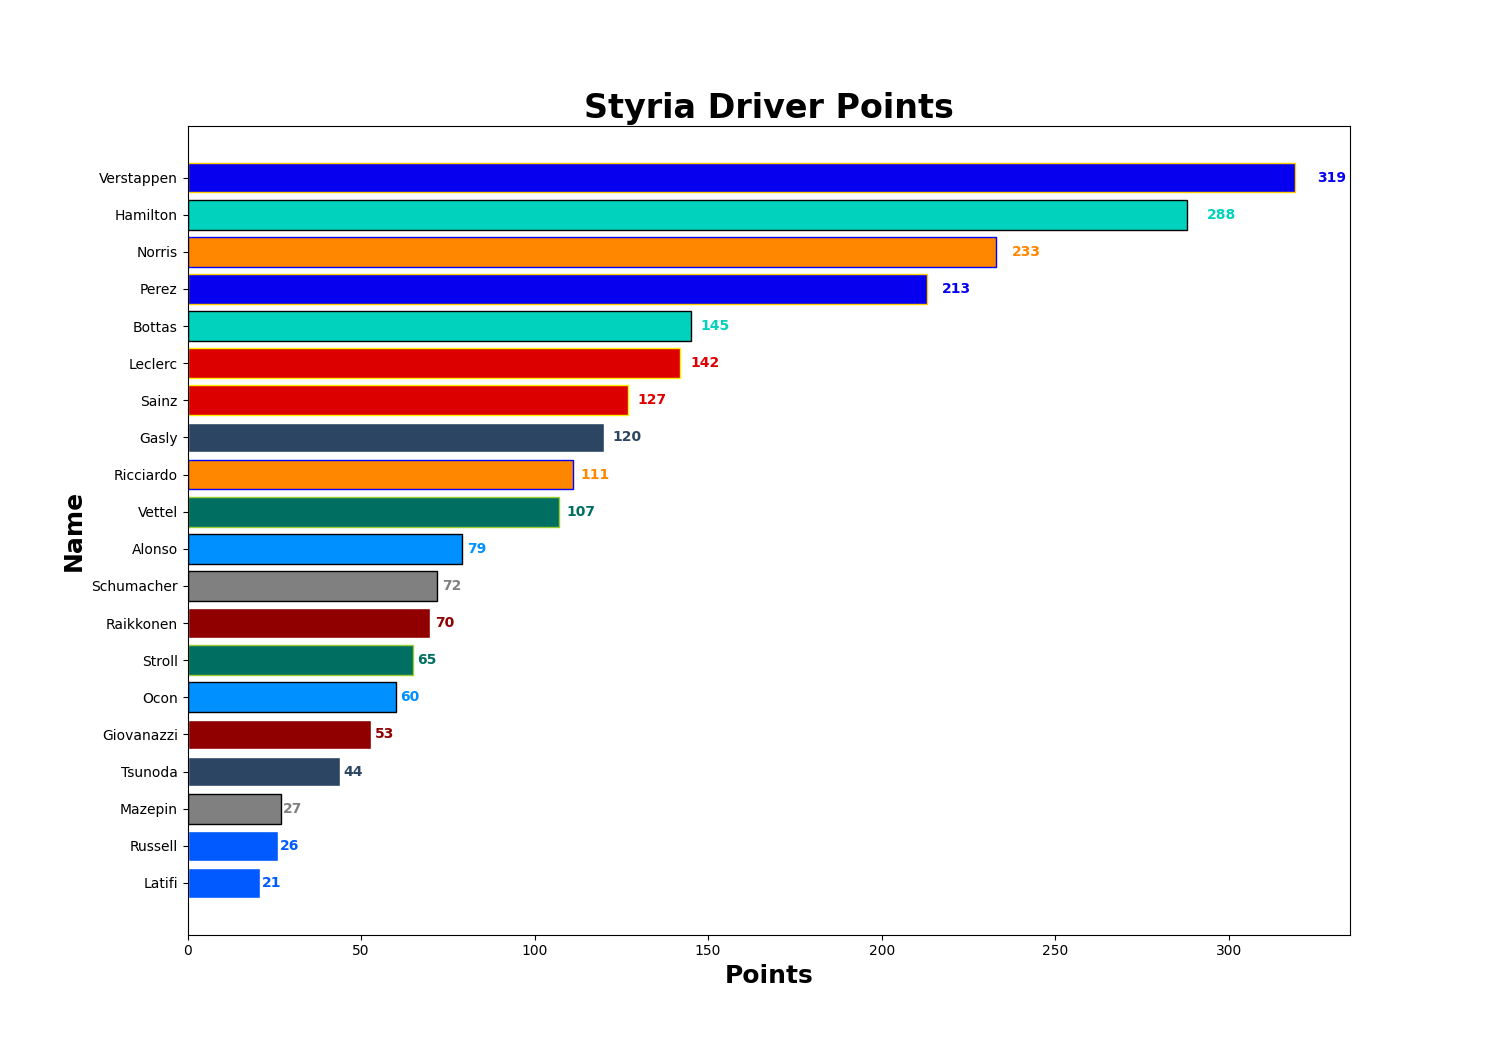 Styria Driver Points
Verstappen 319
Hamilton 288
Norris 233
Perez 213
Bottas 145
Leclerc 142
Sainz 127
Gasly 120
Ricciardo 111
Vettel 107
Alonso 79
Schumacher 72
Raikkonen 70
Stroll 65
Ocon 60
Giovanazzi 53
Tsunoda 44
Mazepin 27
Russell 26
Latifi 21
Name
0 50 100 150 200 250 300
Points